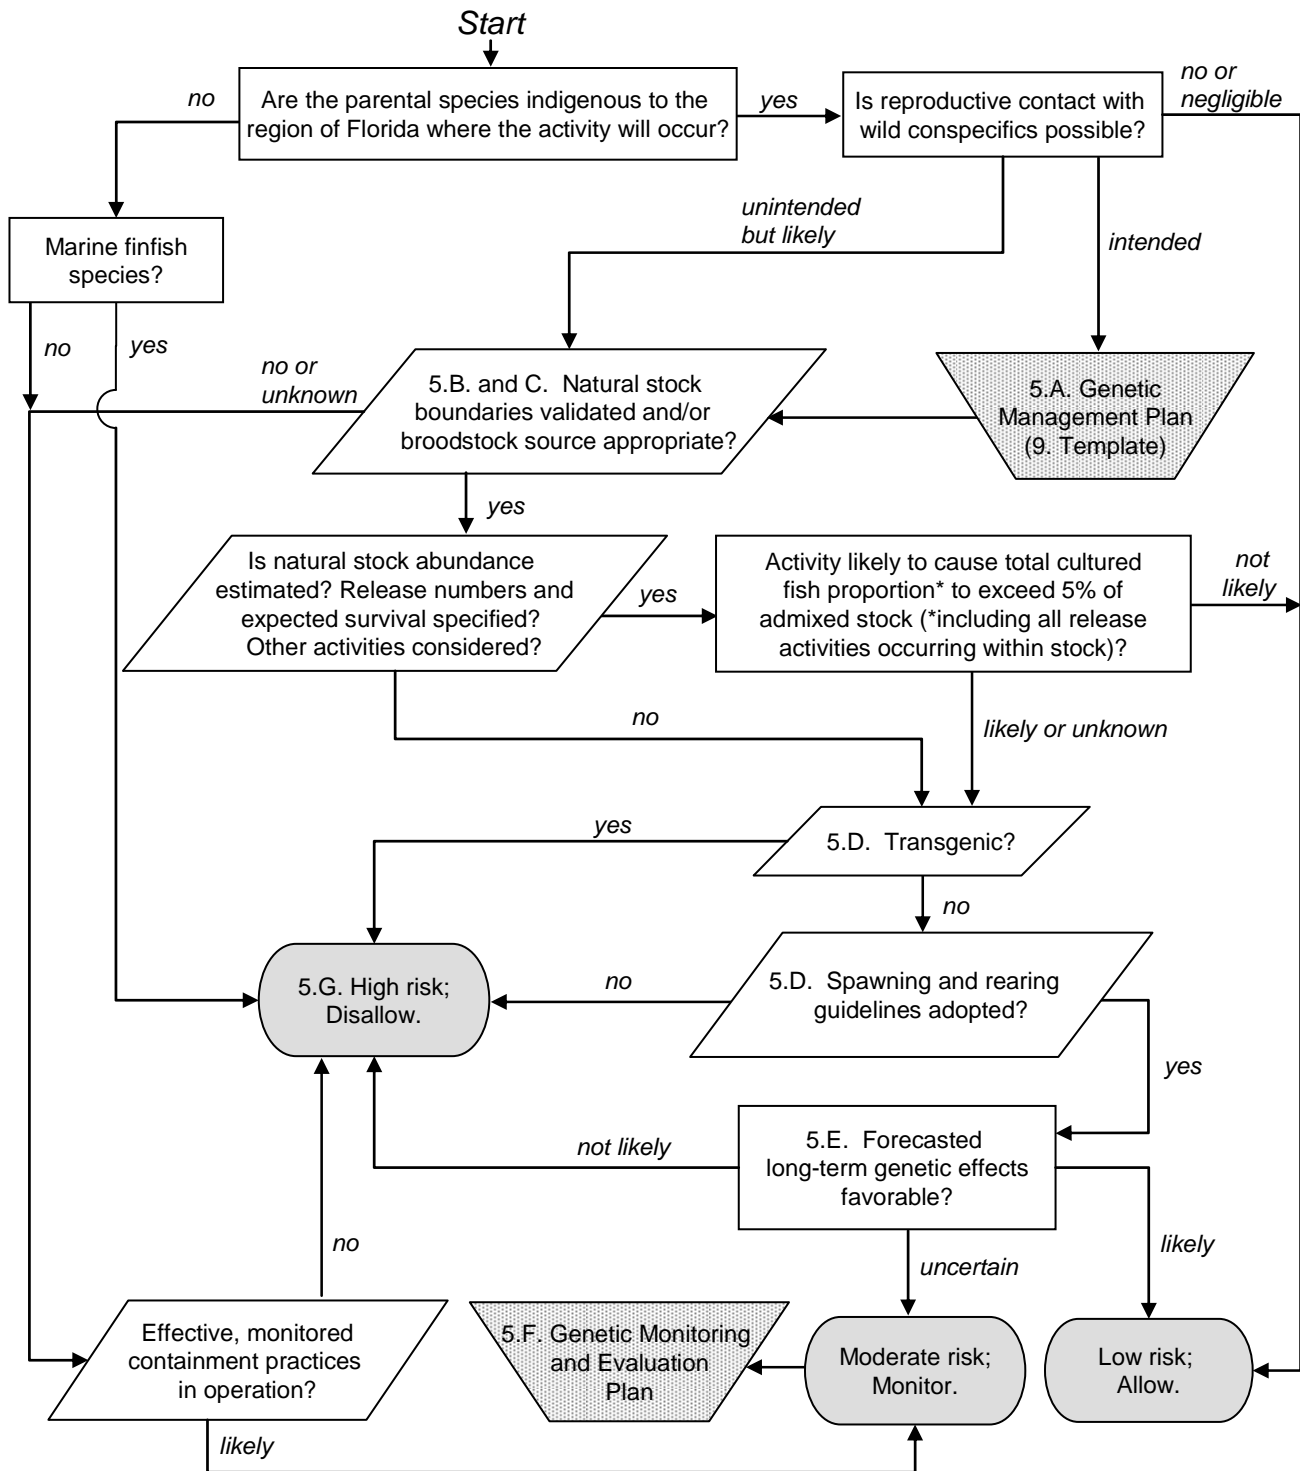 Start
no
Are the parental species indigenous to the
region of Florida where the activity will occur?
yes
Is reproductive contact with
wild conspecifics possible?
no or
negligible
unintended
but likely
intended
Marine finfish
species?
no
yes
no or
unknown
5.B. and C. Natural stock
boundaries validated and/or
broodstock source appropriate?
5.A. Genetic
Management Plan
(9. Template)
yes
Is natural stock abundance
estimated? Release numbers and
expected survival specified?
Other activities considered?
yes
Activity likely to cause total cultured
fish proportion* to exceed 5% of
admixed stock (*including all release
activities occurring within stock)?
not
likely
no
likely or unknown
yes
5.D. Transgenic?
no
5.G. High risk;
Disallow.
no
5.D. Spawning and rearing
guidelines adopted?
yes
not likely
5.E. Forecasted
long-term genetic effects
favorable?
no
uncertain
likely
Effective, monitored
containment practices
in operation?
5.F. Genetic Monitoring
and Evaluation
Plan
Moderate risk;
Monitor.
Low risk;
Allow.
likely